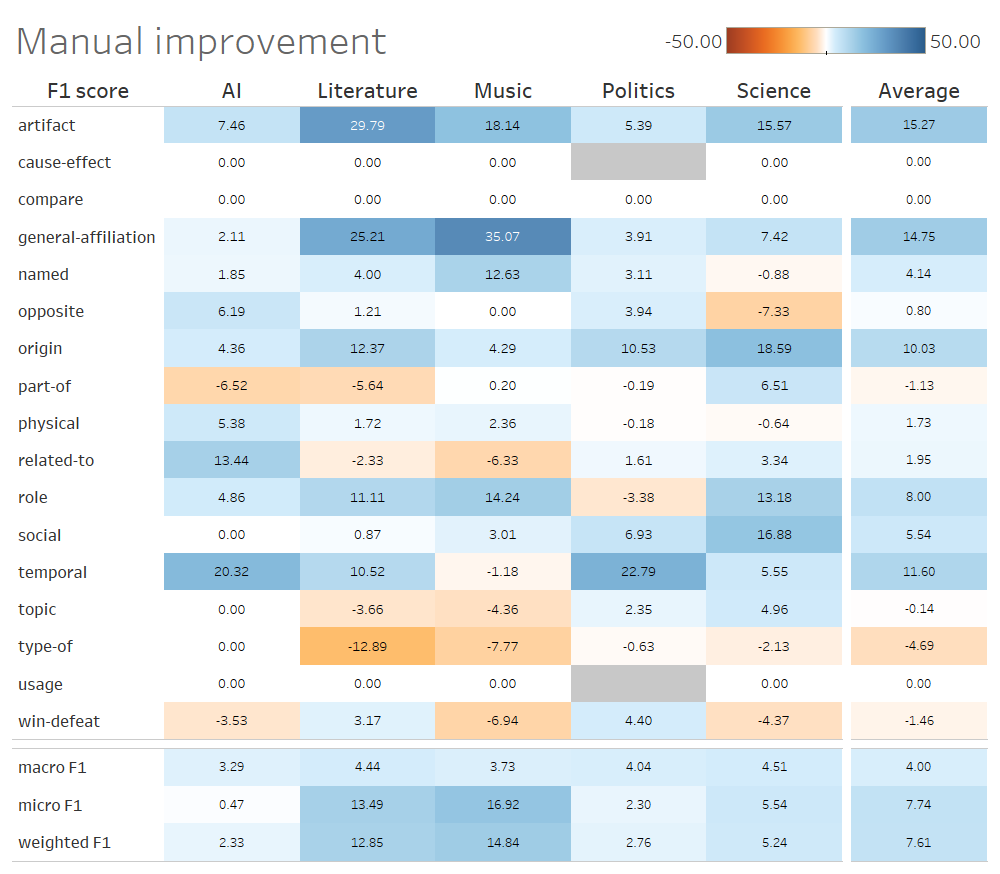 Manual improvement
-50.00 50.00
F1 score AI Literature Music Politics Science Average
artifact 7.46 29.79 18.14 5.39 15.57 15.27
cause-effect 0.00 0.00 0.00 0.00 0.00
compare 0.00 0.00 0.00 0.00 0.00 0.00
general-affiliation 2.11 25.21 35.07 3.91 7.42 14.75
named 1.85 4.00 12.63 3.11 -0.88 4.14
opposite 6.19 1.21 0.00 3.94 -7.33 0.80
origin 4.36 12.37 4.29 10.53 18.59 10.03
part-of -6.52 -5.64 0.20 -0.19 6.51 -1.13
physical 5.38 1.72 2.36 -0.18 -0.64 1.73
related-to 13.44 -2.33 -6.33 1.61 3.34 1.95
role 4.86 11.11 14.24 -3.38 13.18 8.00
social 0.00 0.87 3.01 6.93 16.88 5.54
temporal 20.32 10.52 -1.18 22.79 5.55 11.60
topic 0.00 -3.66 -4.36 2.35 4.96 -0.14
type-of 0.00 -12.89 -7.77 -0.63 -2.13 -4.69
usage 0.00 0.00 0.00 0.00 0.00
win-defeat -3.53 3.17 -6.94 4.40 -4.37 -1.46
macro F1 3.29 4.44 3.73 4.04 4.51 4.00
micro F1 0.47 13.49 16.92 2.30 5.54 7.74
weighted F1 2.33 12.85 14.84 2.76 5.24 7.61